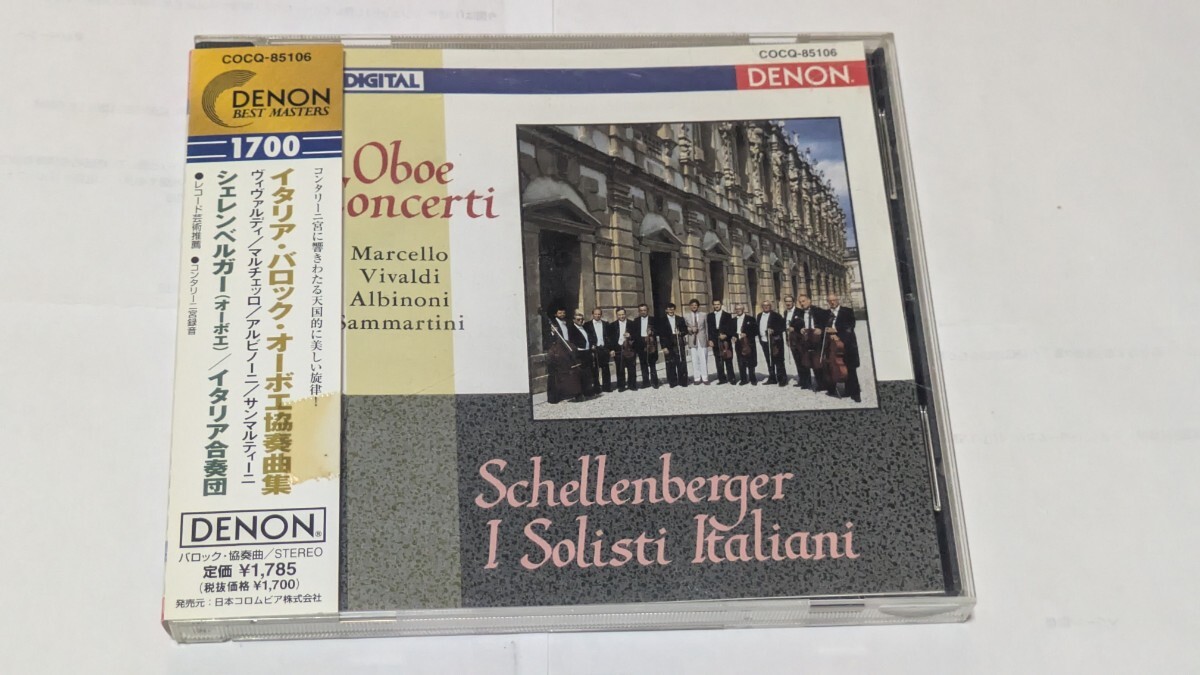 COCQ-85106
DENON
BEST MASTERS
1700
コンタリーニ宮に響きわたる天国的に美しい旋律！
イタリア・バロック・オーボエ協奏曲集
ヴィヴァルディ/マルチェッロ/アルビノーニ/サンマルティーニ
シェレンベルガー(オーボエ)/イタリア合奏団
●レコード芸術推薦 ●コンタリーニ宮録音
DENON®
バロック・協奏曲/STEREO
定価 ¥1,785
(税抜価格 ¥1,700)
発売元：日本コロムビア株式会社
COCQ-85106
DIGITAL
DENON.
Oboe
Concerti
Marcello
Vivaldi
Albinoni
Sammartini
Schellenberger
I Solisti Italiani